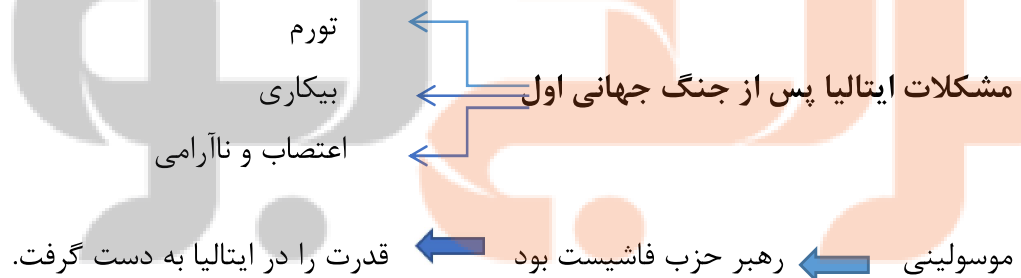 تورم
مشکلات ایتالیا پس از جنگ جهانی اول بیکاری
اعتصاب و ناآرامی
موسولینی رهبر حزب فاشیست بود قدرت را در ایتالیا به دست گرفت.